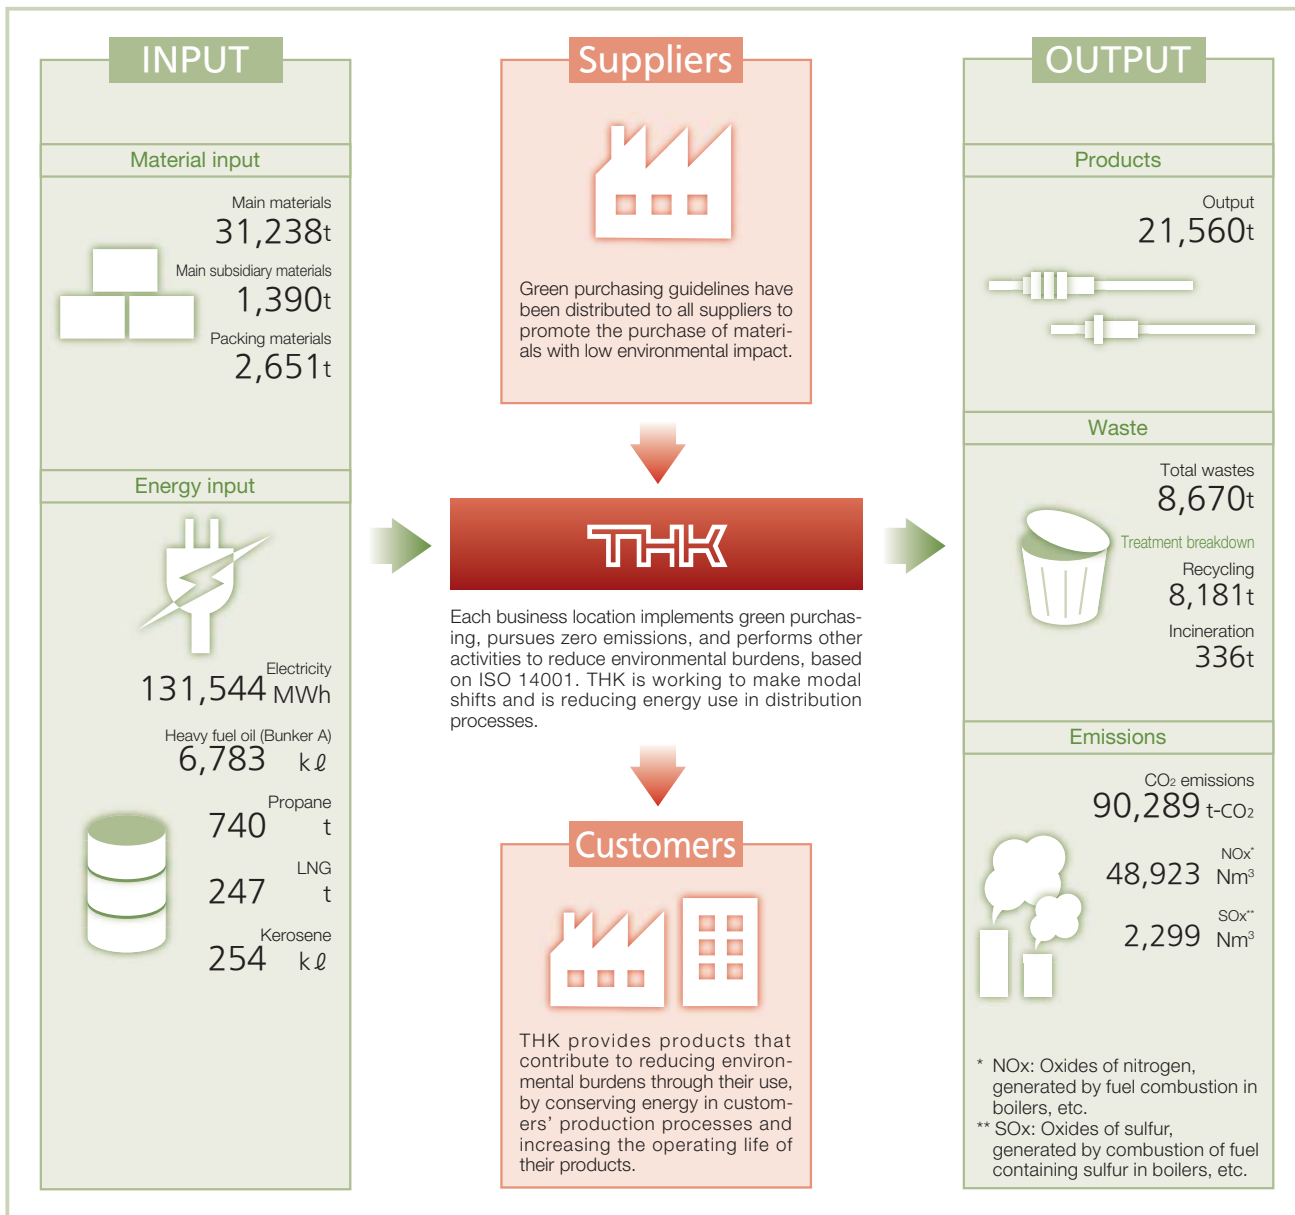 INPUT
Material input
Main materials
31,238t
Main subsidiary materials
1,390t
Packing materials
2,651t
Energy input
Electricity
131,544 MWh
Heavy fuel oil (Bunker A)
6,783 kℓ
Propane
740 t
LNG
247 t
Kerosene
254 kℓ
Suppliers
Green purchasing guidelines have
been distributed to all suppliers to
promote the purchase of materi-
als with low environmental impact.
THK
Each business location implements green purchas-
ing, pursues zero emissions, and performs other
activities to reduce environmental burdens, based
on ISO 14001. THK is working to make modal
shifts and is reducing energy use in distribution
processes.
Customers
THK provides products that
contribute to reducing environ-
mental burdens through their use,
by conserving energy in custom-
ers’ production processes and
increasing the operating life of
their products.
OUTPUT
Products
Output
21,560t
Waste
Total wastes
8,670t
Treatment breakdown
Recycling
8,181t
Incineration
336t
Emissions
CO₂ emissions
90,289 t-CO₂
NOx*
48,923 Nm³
SOx**
2,299 Nm³
* NOx: Oxides of nitrogen,
generated by fuel combustion in
boilers, etc.
** SOx: Oxides of sulfur,
generated by combustion of fuel
containing sulfur in boilers, etc.